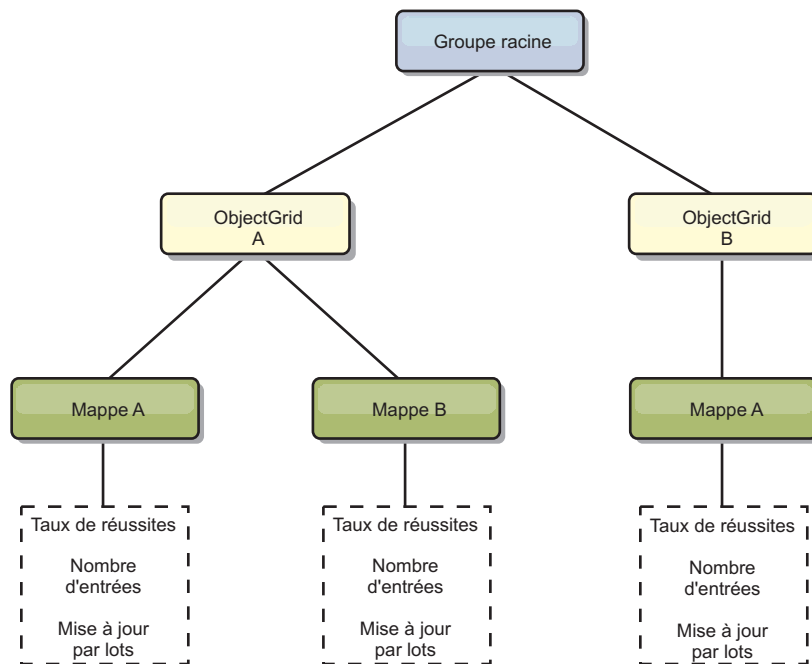 Groupe racine
ObjectGrid
A
ObjectGrid
B
Mappe A
Mappe B
Mappe A
Taux de réussites
Nombre
d'entrées
Mise à jour
par lots
Taux de réussites
Nombre
d'entrées
Mise à jour
par lots
Taux de réussites
Nombre
d'entrées
Mise à jour
par lots